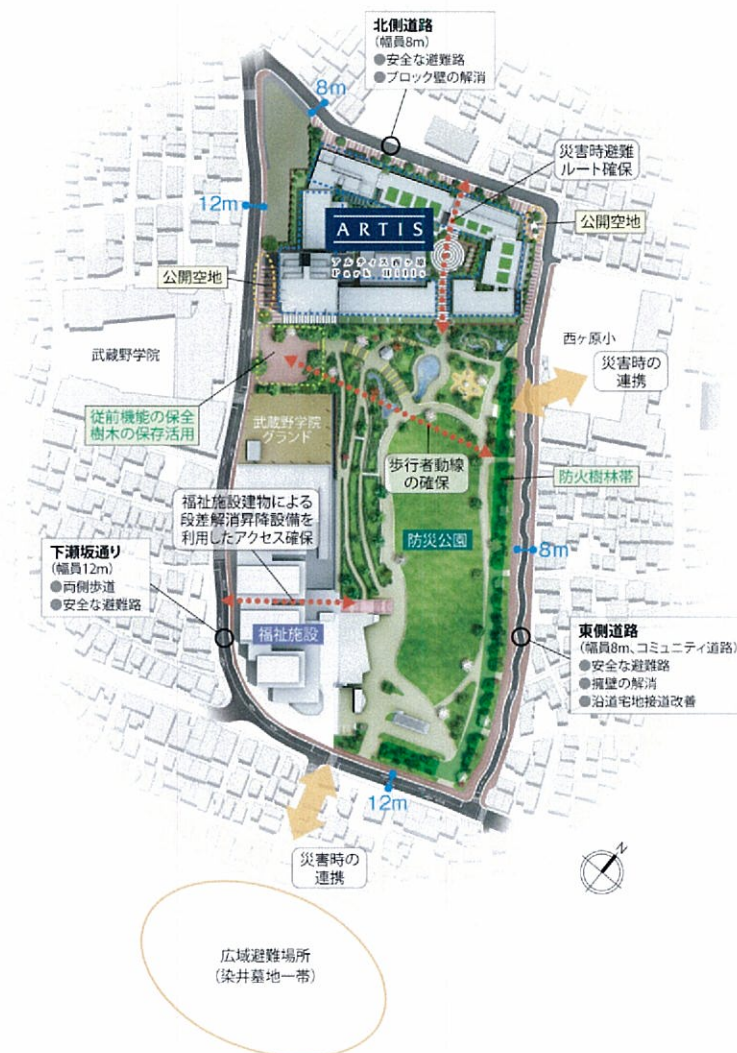 北側道路
(幅員8m)
●安全な避難路
●ブロック壁の解消
8m
災害時避難
ルート確保
12m
ARTIS
アルティス西ヶ原
Park Hills
公開空地
公開空地
武蔵野学院
西ヶ原小
災害時の
連携
従前機能の保全
樹木の保存活用
武蔵野学院
グランド
歩行者動線
の確保
防火樹林帯
福祉施設建物による
段差解消昇降設備を
利用したアクセス確保
防災公園
下瀬坂通り
(幅員12m)
●両側歩道
●安全な避難路
8m
福祉施設
東側道路
(幅員8m、コミュニティ道路)
●安全な避難路
●擁壁の解消
●沿道宅地接道改善
12m
災害時の
連携
N
広域避難場所
(染井墓地一帯)